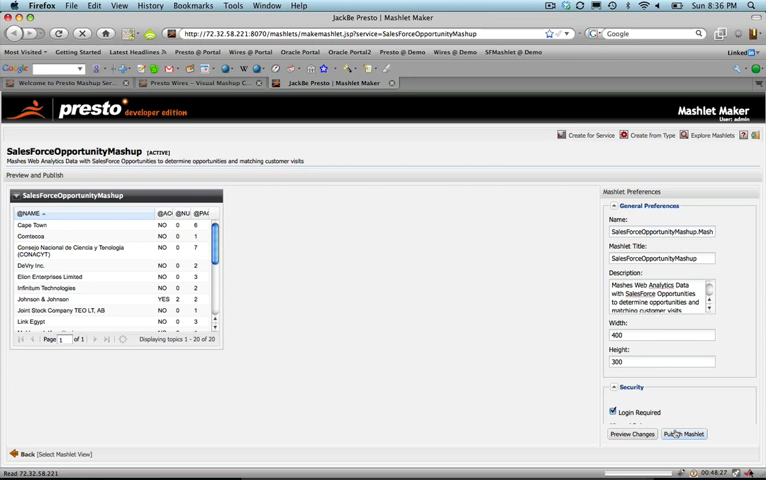 Firefox File Edit View History Bookmarks Tools Window Help Sun 8:36 PM
JackBe Presto | Mashlet Maker
http://72.32.58.221:8070/mashlets/makemashlet.jsp?service=SalesForceOpportunityMashup Google
Most Visited Getting Started Latest Headlines Presto @ Portal Wires @ Portal Oracle Portal Oracle Portal2 Presto @ Demo Wires @ Demo SFMashlet @ Demo Linked
Google
Welcome to Presto Mashup Ser... Presto Wires - Visual Mashup C... JackBe Presto | Mashlet Maker
presto developer edition Mashlet Maker
User: admin
Create for Service Create from Type Explore Mashlets
SalesForceOpportunityMashup [ACTIVE]
Mashes Web Analytics Data with SalesForce Opportunities to determine opportunities and matching customer visits
Preview and Publish
SalesForceOpportunityMashup
@NAME @AC @NU @PAC
Cape Town NO 0 6
Comtecoa NO 0 1
Consejo Nacional de Ciencia y Tenologia NO 0 7
(CONACYT)
DeVry Inc. NO 0 2
Elion Enterprises Limited NO 0 3
Infinitum Technologies NO 0 2
Johnson & Johnson YES 2 2
Joint Stock Company TEO LT, AB NO 0 1
Link Egypt NO 0 3
Page 1 of 1 Displaying topics 1 - 20 of 20
Mashlet Preferences
General Preferences
Name:
SalesForceOpportunityMashup.Mash
Mashlet Title:
SalesForceOpportunityMashup
Description:
Mashes Web Analytics Data
with SalesForce Opportunities
to determine opportunities and
matching customer visits
Width:
400
Height:
300
Security
Login Required
Preview Changes Publish Mashlet
Back [Select Mashlet View]
Read 72.32.58.221 00:48:27